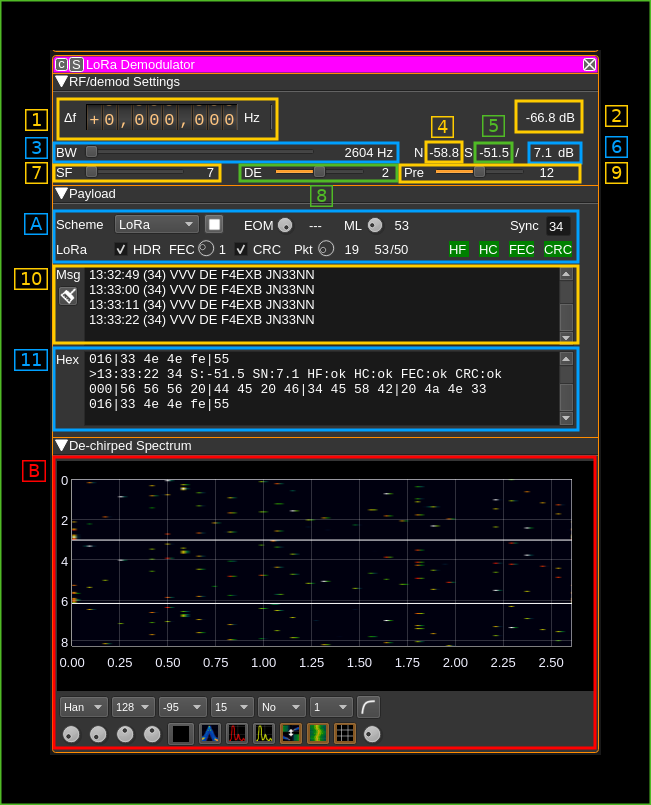 C S LoRa Demodulator
RF/demod Settings
1 Δf +0,000,000 Hz -66.8 dB 2
4 5
3 BW 2604 Hz N -58.8 S -51.5 / 7.1 dB 6
7 SF 7 DE 2 Pre 12 9
Payload 8
A Scheme LoRa EOM --- ML 53 Sync 34
LoRa HDR FEC 1 CRC Pkt 19 53/50 HF HC FEC CRC
10 Msg 13:32:49 (34) VVV DE F4EXB JN33NN
13:33:00 (34) VVV DE F4EXB JN33NN
13:33:11 (34) VVV DE F4EXB JN33NN
13:33:22 (34) VVV DE F4EXB JN33NN
11 Hex 016|33 4e 4e fe|55
>13:33:22 34 S:-51.5 SN:7.1 HF:ok HC:ok FEC:ok CRC:ok
000|56 56 56 20|44 45 20 46|34 45 58 42|20 4a 4e 33
016|33 4e 4e fe|55
De-chirped Spectrum
B
0
2
4
6
8
0.00 0.25 0.50 0.75 1.00 1.25 1.50 1.75 2.00 2.25 2.50
Han 128 -95 15 No 1